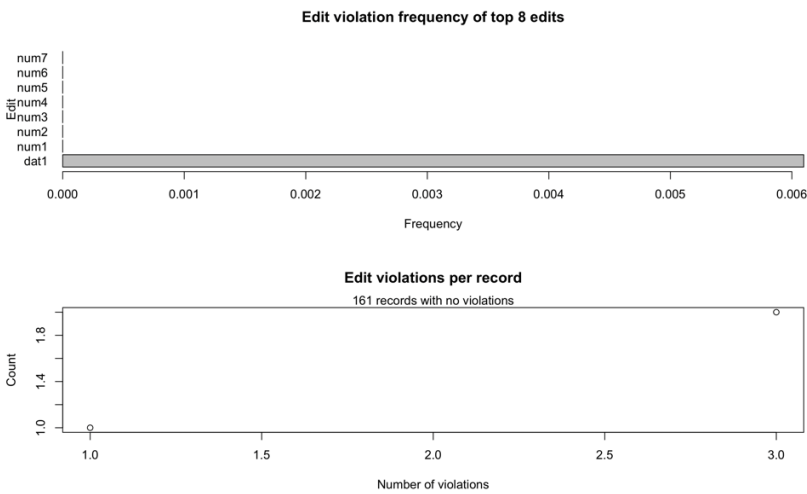 Edit violation frequency of top 8 edits
Edit
num7
num6
num5
num4
num3
num2
num1
dat1
0.000 0.001 0.002 0.003 0.004 0.005 0.006
Frequency
Edit violations per record
161 records with no violations
Count
1.8
1.4
1.0
1.0 1.5 2.0 2.5 3.0
Number of violations